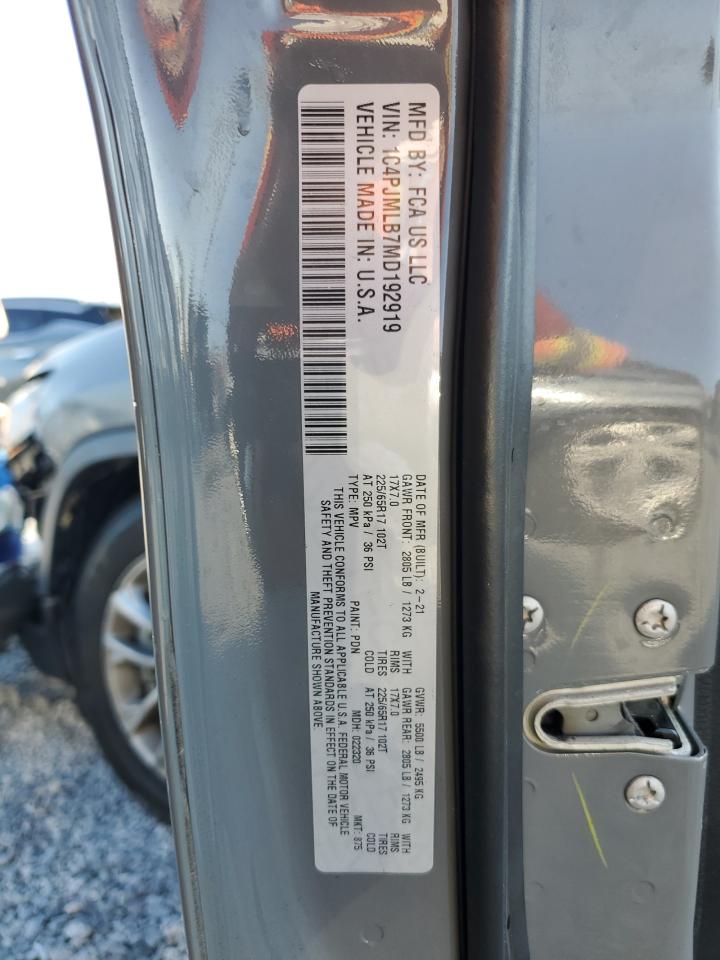 MFD BY: FCA US LLC
VIN: 1C4PJMLB7MD192919
VEHICLE MADE IN: U.S.A.
DATE OF MFR (BUILT): 2-21 GVWR: 5500 LB / 2495 KG
GAWR FRONT: 2805 LB / 1273 KG WITH GAWR REAR: 2805 LB / 1273 KG WITH
17X7.0 RIMS 17X7.0 RIMS
225/65R17 102T TIRES 225/65R17 102T TIRES
AT 250 kPa / 36 PSI COLD AT 250 kPa / 36 PSI COLD
TYPE: MPV PAINT: PDN MDH: 022320 MKT: 875
THIS VEHICLE CONFORMS TO ALL APPLICABLE U.S.A. FEDERAL MOTOR VEHICLE
SAFETY AND THEFT PREVENTION STANDARDS IN EFFECT ON THE DATE OF
MANUFACTURE SHOWN ABOVE.